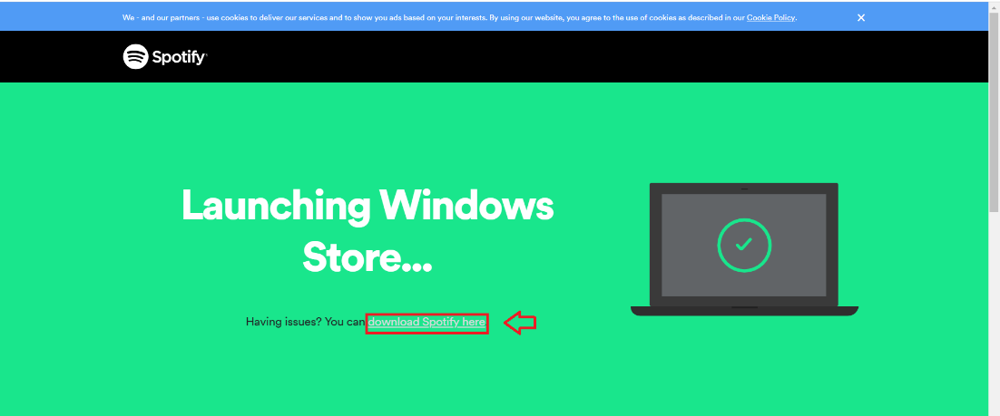 We - and our partners - use cookies to deliver our services and to show you ads based on your interests. By using our website, you agree to the use of cookies as described in our Cookie Policy.
Spotify
Launching Windows
Store...
Having issues? You can download Spotify here.